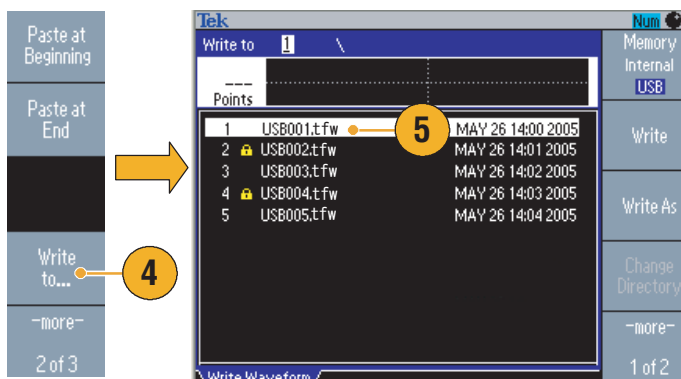 Paste at
Beginning
Paste at
End
Write
to...
-more-
2 of 3
4
Tek
Num
Write to 1 \
---
Points
1 USB001.tfw MAY 26 14:00 2005
2 USB002.tfw MAY 26 14:01 2005
3 USB003.tfw MAY 26 14:02 2005
4 USB004.tfw MAY 26 14:03 2005
5 USB005.tfw MAY 26 14:04 2005
5
Write Waveform
Memory
Internal
USB
Write
Write As
Change
Directory
-more-
1 of 2